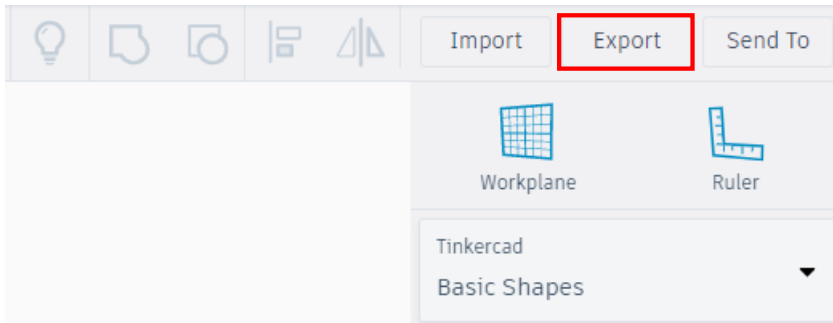 Import Export Send To
Workplane Ruler
Tinkercad
Basic Shapes